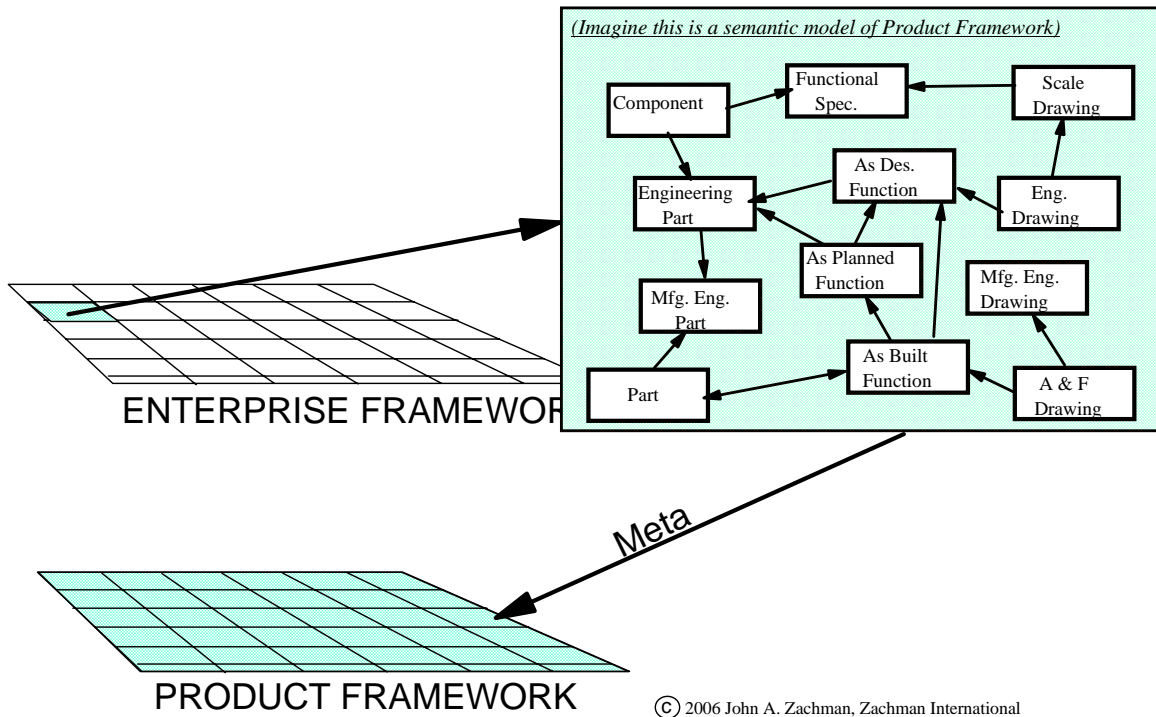 (Imagine this is a semantic model of Product Framework)
Functional
Spec.
Scale
Drawing
Component
As Des.
Function
Engineering
Part
Eng.
Drawing
As Planned
Function
Mfg. Eng.
Drawing
Mfg. Eng.
Part
As Built
Function
Part
A & F
Drawing
ENTERPRISE FRAMEWOR
Meta
PRODUCT FRAMEWORK
© 2006 John A. Zachman, Zachman International